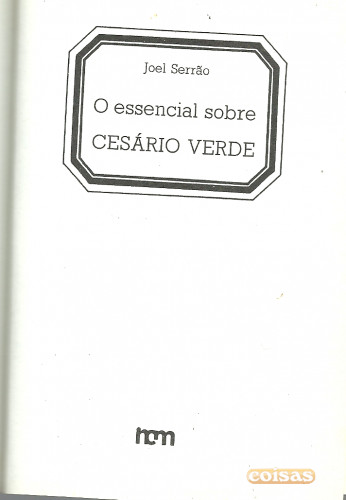 Joel Serrão
O essencial sobre
CESÁRIO VERDE
incm
coisas